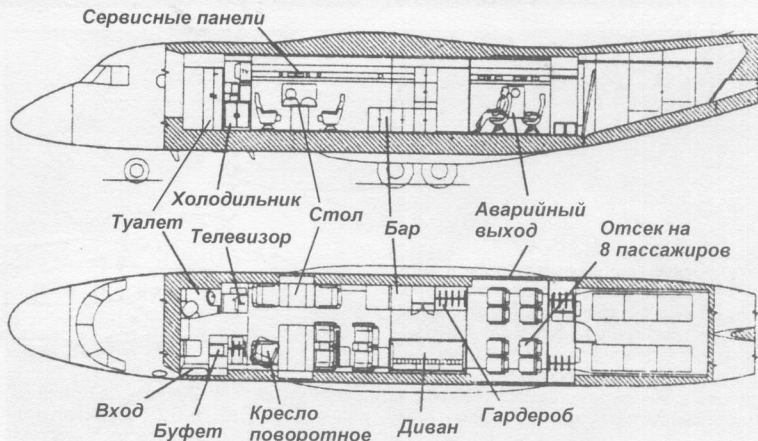 Сервисные панели
Холодильник
Туалет
Телевизор
Стол
Бар
Аварийный
выход
Отсек на
8 пассажиров
Вход
Буфет
Кресло
поворотное
Диван
Гардероб